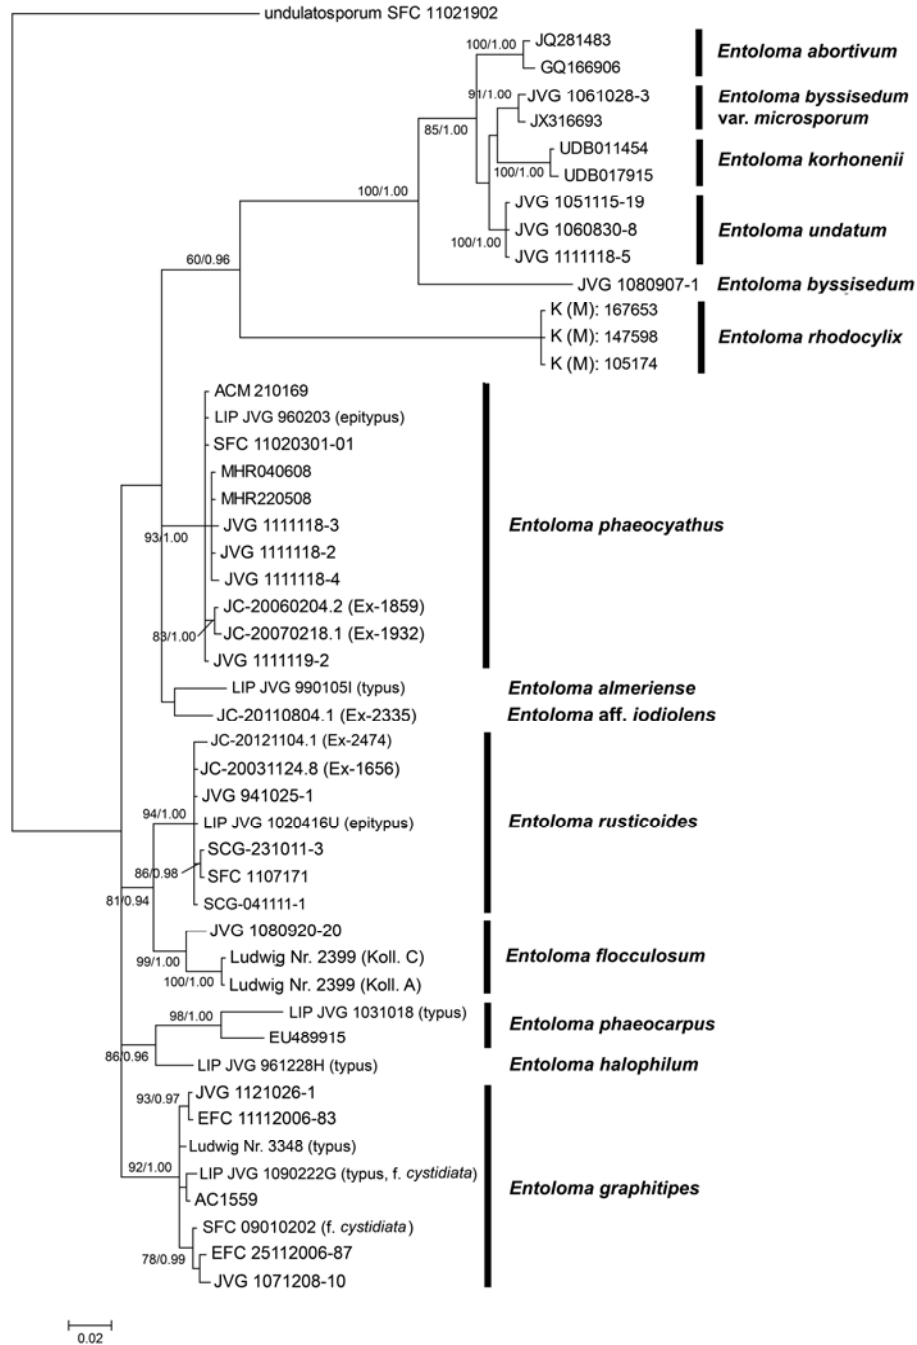 undulatosporum SFC 11021902
JQ281483
100/1.00
Entoloma abortivum
GQ166906
91/1.00
JVG 1061028-3
Entoloma byssisedum
var. microsporum
JX316693
85/1.00
UDB011454
Entoloma korhonenii
100/1.00
UDB017915
100/1.00
JVG 1051115-19
JVG 1060830-8
Entoloma undatum
100/1.00
JVG 1111118-5
60/0.96
JVG 1080907-1
Entoloma byssisedum
K (M): 167653
K (M): 147598
Entoloma rhodocylix
K (M): 105174
ACM 210169
LIP JVG 960203 (epitypus)
SFC 11020301-01
MHR040608
MHR220508
JVG 1111118-3
Entoloma phaeocyathus
93/1.00
JVG 1111118-2
JVG 1111118-4
JC-20060204.2 (Ex-1859)
83/1.00
JC-20070218.1 (Ex-1932)
JVG 1111119-2
LIP JVG 990105I (typus)
Entoloma almeriense
JC-20110804.1 (Ex-2335)
Entoloma aff. iodiolens
JC-20121104.1 (Ex-2474)
JC-20031124.8 (Ex-1656)
JVG 941025-1
94/1.00
LIP JVG 1020416U (epitypus)
Entoloma rusticoides
SCG-231011-3
86/0.98
SFC 1107171
81/0.94
SCG-041111-1
JVG 1080920-20
99/1.00
Ludwig Nr. 2399 (Koll. C)
Entoloma flocculosum
100/1.00
Ludwig Nr. 2399 (Koll. A)
98/1.00
LIP JVG 1031018 (typus)
Entoloma phaeocarpus
EU489915
86/0.96
LIP JVG 961228H (typus)
Entoloma halophilum
93/0.97
JVG 1121026-1
EFC 11112006-83
Ludwig Nr. 3348 (typus)
92/1.00
LIP JVG 1090222G (typus, f. cystidiata)
Entoloma graphitipes
AC1559
SFC 09010202 (f. cystidiata)
78/0.99
EFC 25112006-87
JVG 1071208-10
0.02